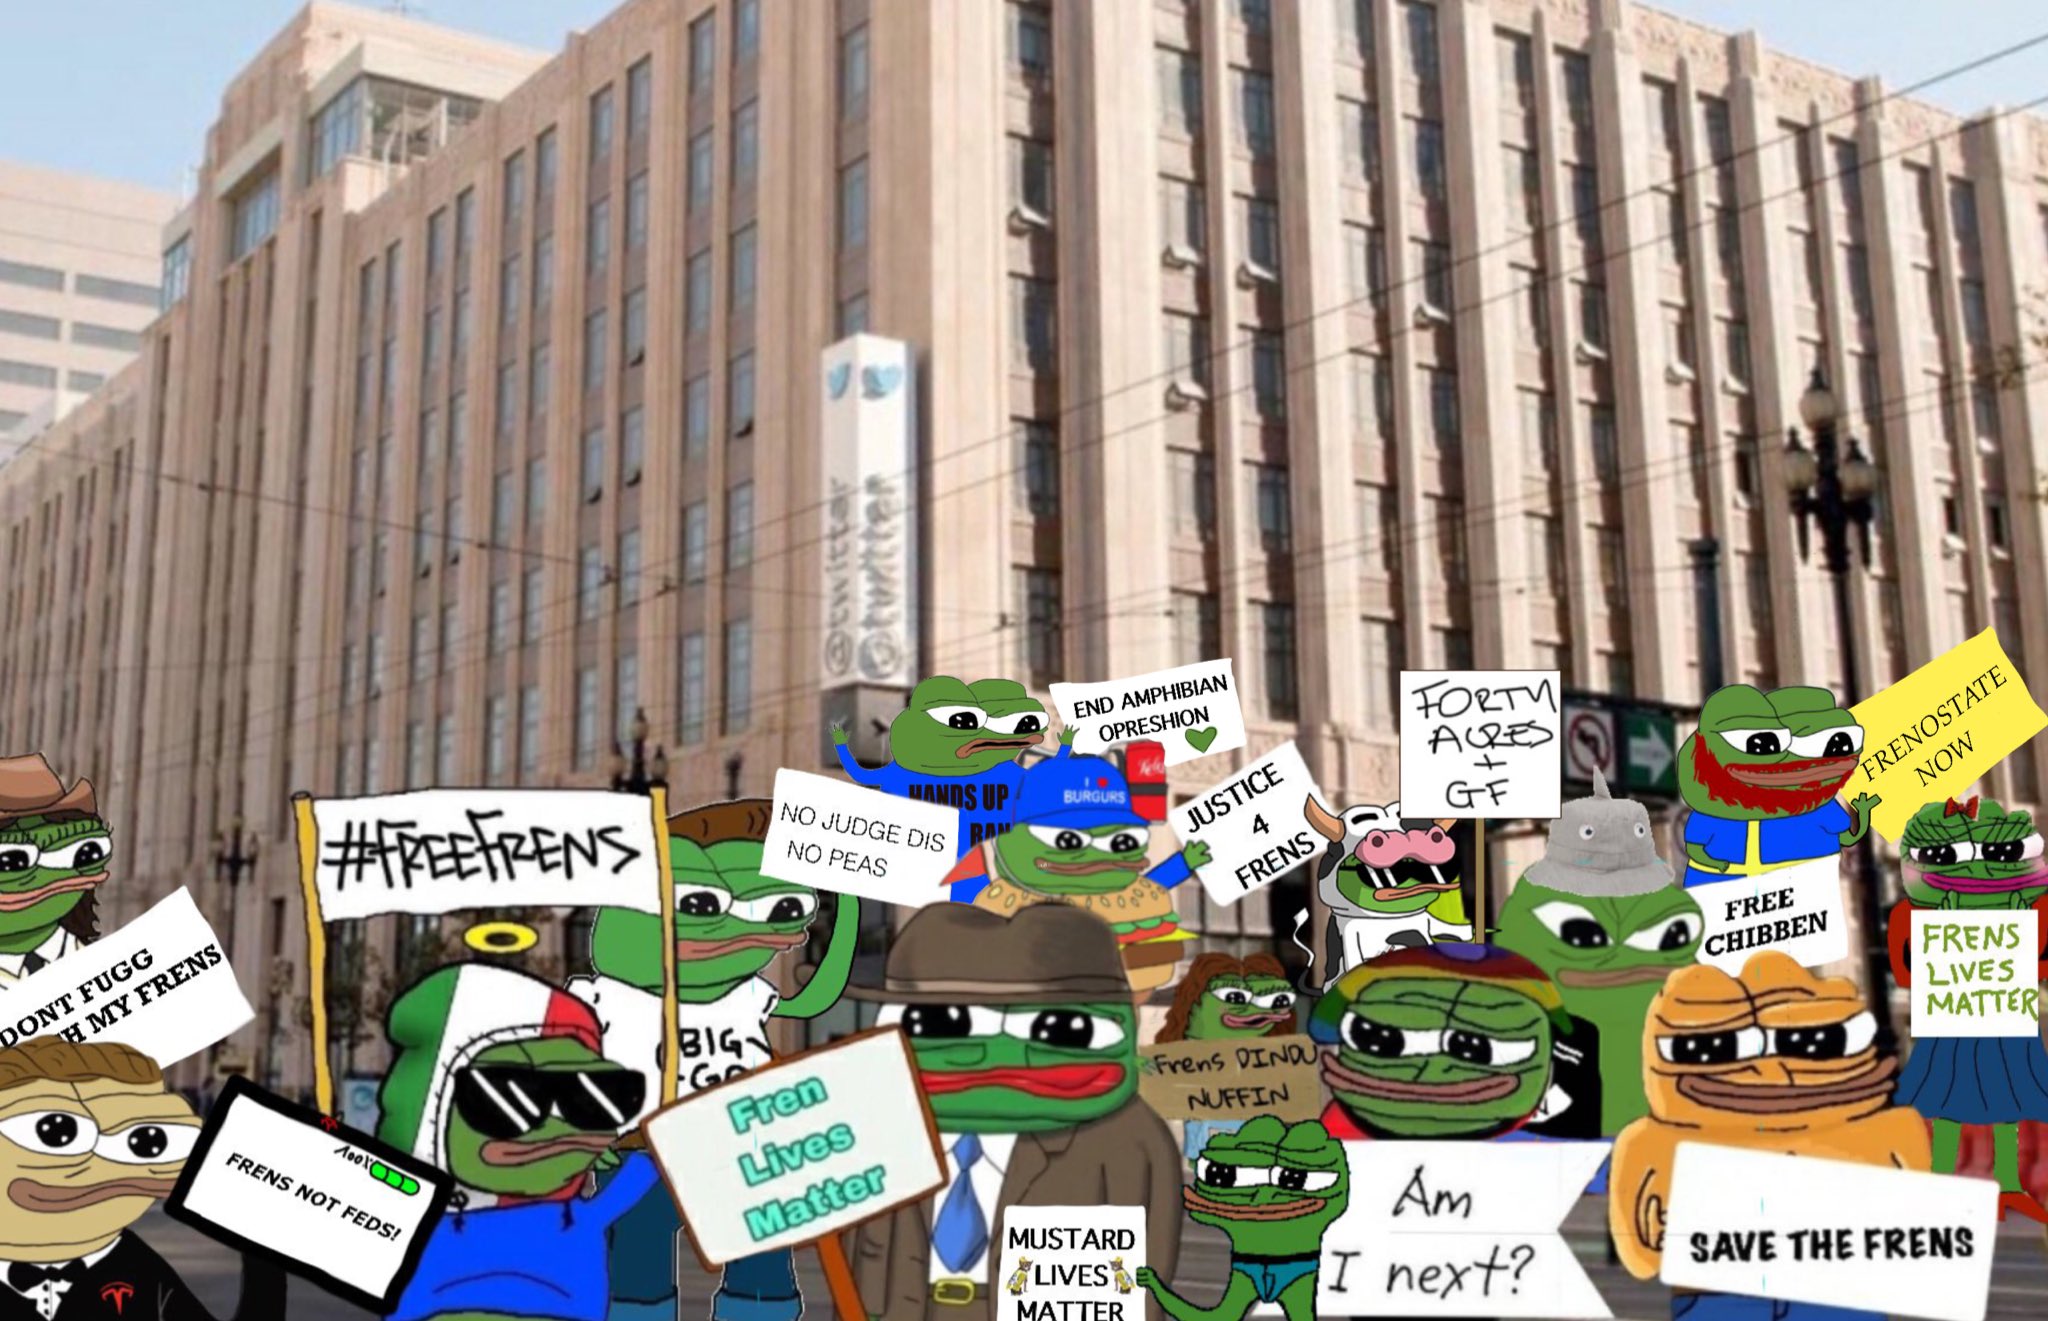 @twitter
@twitter
END AMPHIBIAN
OPRESHION
FORTY
ACRES
+
GF
FRENOSTATE
NOW
HANDS UP
BAN
I
BURGURS
JUSTICE
4
FRENS
NO JUDGE DIS
NO PEAS
#FREEFRENS
FREE
CHIBBEN
FRENS
LIVES
MATTER
DONT FUGG
MY FRENS
BIG
Frens DINDU
NUFFIN
Fren
Lives
Matter
100%
FRENS NOT FEDS!
Am
I next?
MUSTARD
LIVES
MATTER
SAVE THE FRENS